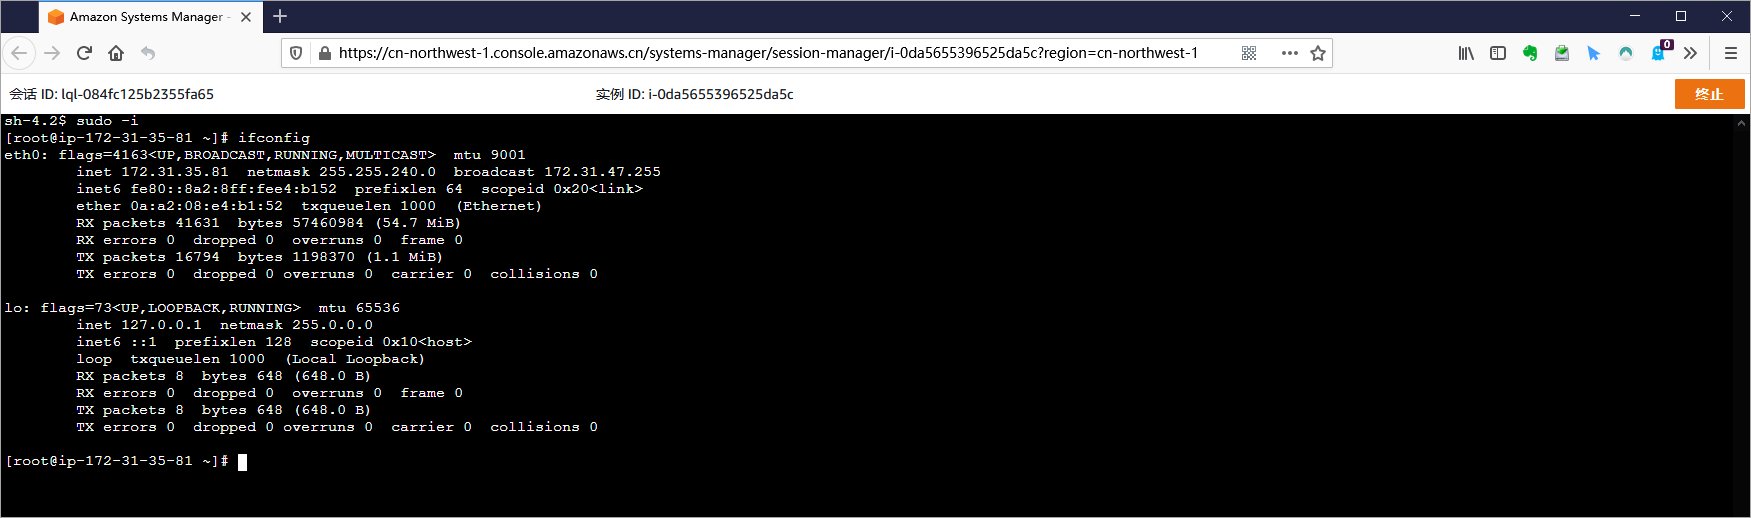 Amazon Systems Manager -
https://cn-northwest-1.console.amazonaws.cn/systems-manager/session-manager/i-0da5655396525da5c?region=cn-northwest-1
0
会话 ID: lql-084fc125b2355fa65 实例 ID: i-0da5655396525da5c 终止
sh-4.2$ sudo -i
[root@ip-172-31-35-81 ~]# ifconfig
eth0: flags=4163<UP,BROADCAST,RUNNING,MULTICAST>  mtu 9001
        inet 172.31.35.81  netmask 255.255.240.0  broadcast 172.31.47.255
        inet6 fe80::8a2:8ff:fee4:b152  prefixlen 64  scopeid 0x20<link>
        ether 0a:a2:08:e4:b1:52  txqueuelen 1000  (Ethernet)
        RX packets 41631  bytes 57460984 (54.7 MiB)
        RX errors 0  dropped 0  overruns 0  frame 0
        TX packets 16794  bytes 1198370 (1.1 MiB)
        TX errors 0  dropped 0 overruns 0  carrier 0  collisions 0
lo: flags=73<UP,LOOPBACK,RUNNING>  mtu 65536
        inet 127.0.0.1  netmask 255.0.0.0
        inet6 ::1  prefixlen 128  scopeid 0x10<host>
        loop  txqueuelen 1000  (Local Loopback)
        RX packets 8  bytes 648 (648.0 B)
        RX errors 0  dropped 0  overruns 0  frame 0
        TX packets 8  bytes 648 (648.0 B)
        TX errors 0  dropped 0 overruns 0  carrier 0  collisions 0
[root@ip-172-31-35-81 ~]#